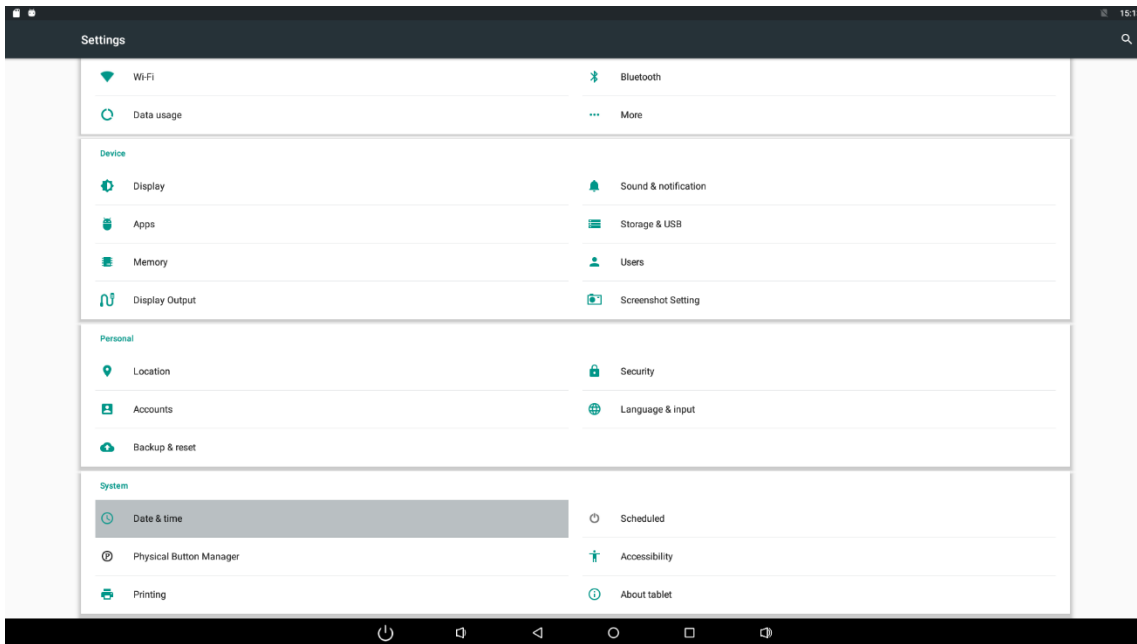 15:1
Settings
Wi-Fi
Bluetooth
Data usage
More
Device
Display
Sound & notification
Apps
Storage & USB
Memory
Users
Display Output
Screenshot Setting
Personal
Location
Security
Accounts
Language & input
Backup & reset
System
Date & time
Scheduled
Physical Button Manager
Accessibility
Printing
About tablet